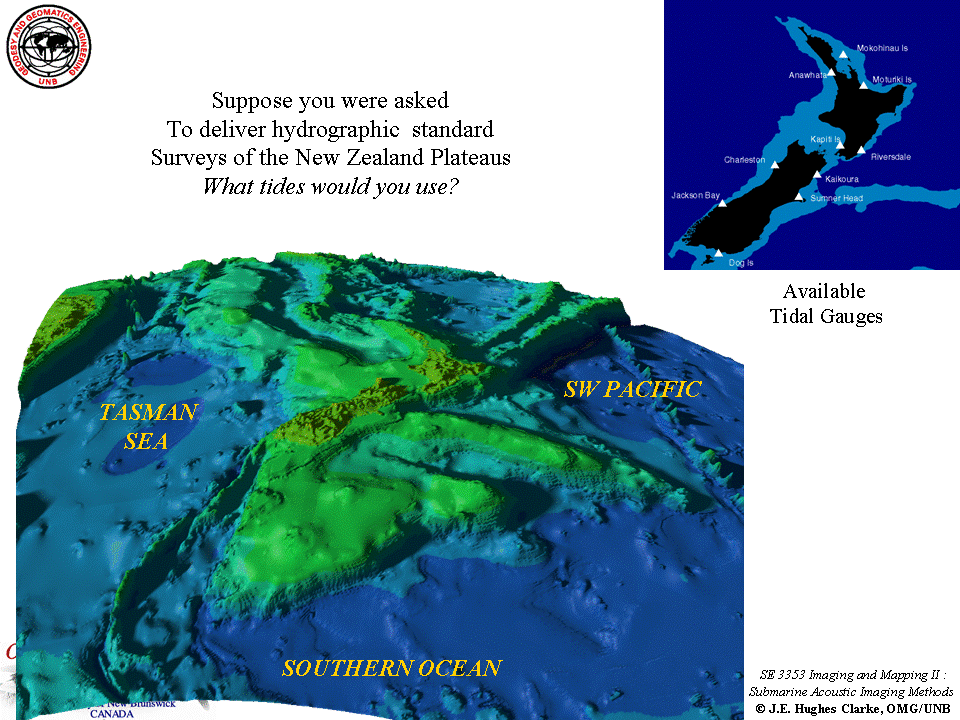 GEODESY AND GEOMATICS ENGINEERING
UNB
Suppose you were asked
To deliver hydrographic standard
Surveys of the New Zealand Plateaus
What tides would you use?
Mokohinau Is
Anawhata
Moturiki Is
Kapiti Is
Riversdale
Charleston
Kaikoura
Jackson Bay
Sumner Head
Dog Is
Available
Tidal Gauges
SW PACIFIC
TASMAN
SEA
SOUTHERN OCEAN
New Brunswick
CANADA
SE 3353 Imaging and Mapping II :
Submarine Acoustic Imaging Methods
© J.E. Hughes Clarke, OMG/UNB